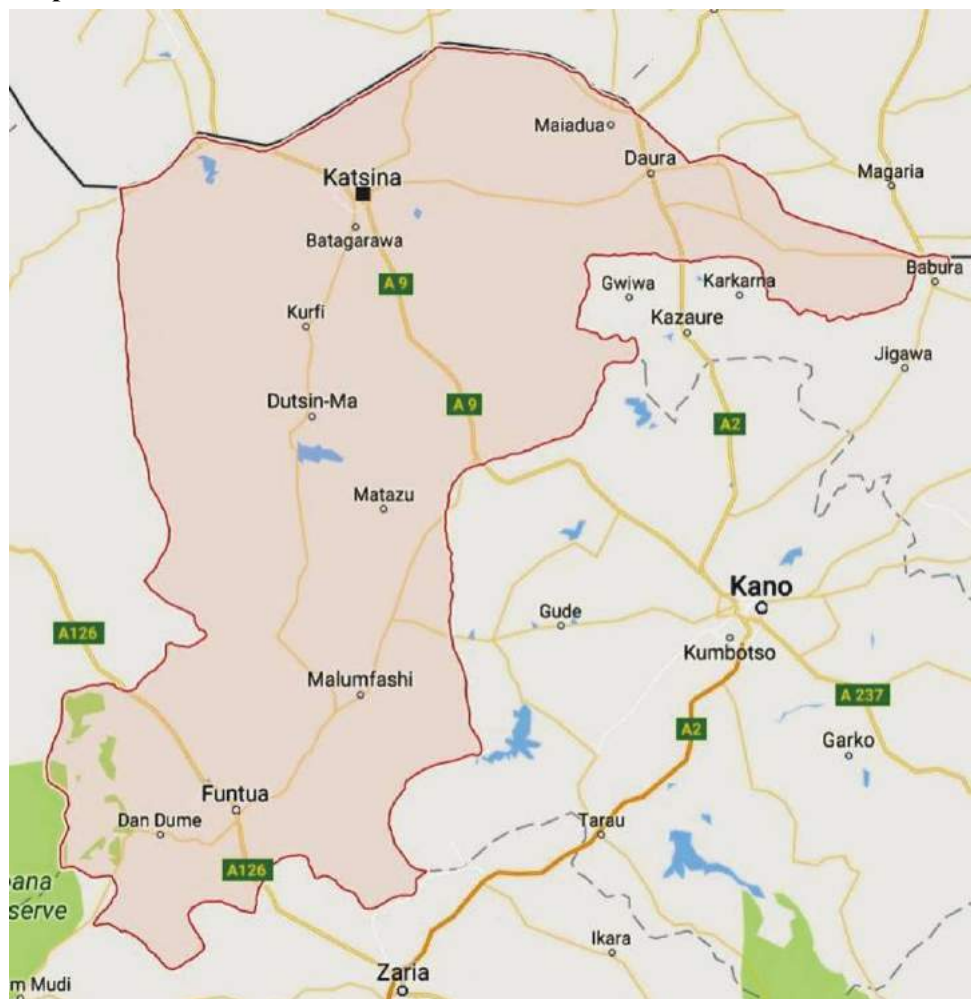 Maiadua
Daura
Katsina
Magaria
Batagarawa
Babura
A 9
Gwiwa
Karkarna
Kurfi
Kazaure
Jigawa
Dutsin-Ma
A 9
A2
Matazu
Kano
Gude
A126
Kumbotso
Malumfashi
A 237
A2
Garko
Funtua
Dan Dume
Tarau
A126
eana
serve
Ikara
Zaria
m Mudi